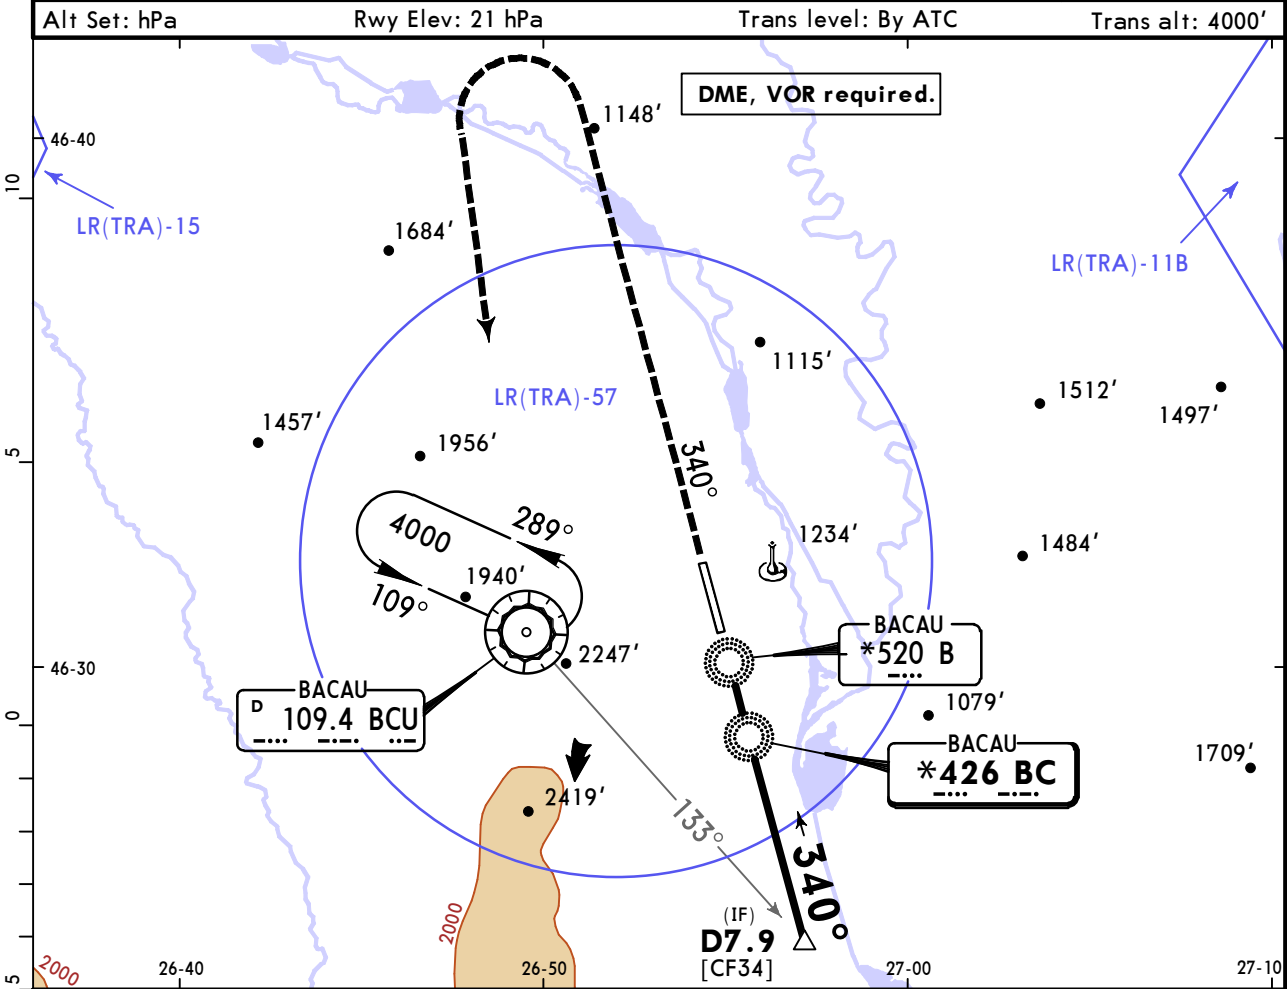 Alt Set: hPa Rwy Elev: 21 hPa Trans level: By ATC Trans alt: 4000'
DME, VOR required.
1148'
46-40
10
LR(TRA)-15
1684'
LR(TRA)-11B
1115'
LR(TRA)-57
1512'
1497'
1457'
1956'
5
340°
4000
289°
1234'
1484'
1940'
109°
BACAU
*520 B
46-30
2247'
BACAU
D 109.4 BCU
1079'
0
BACAU
*426 BC
1709'
2419'
133°
340°
(IF)
D7.9
[CF34]
2000
2000
5
26-40
26-50
27-00
27-10